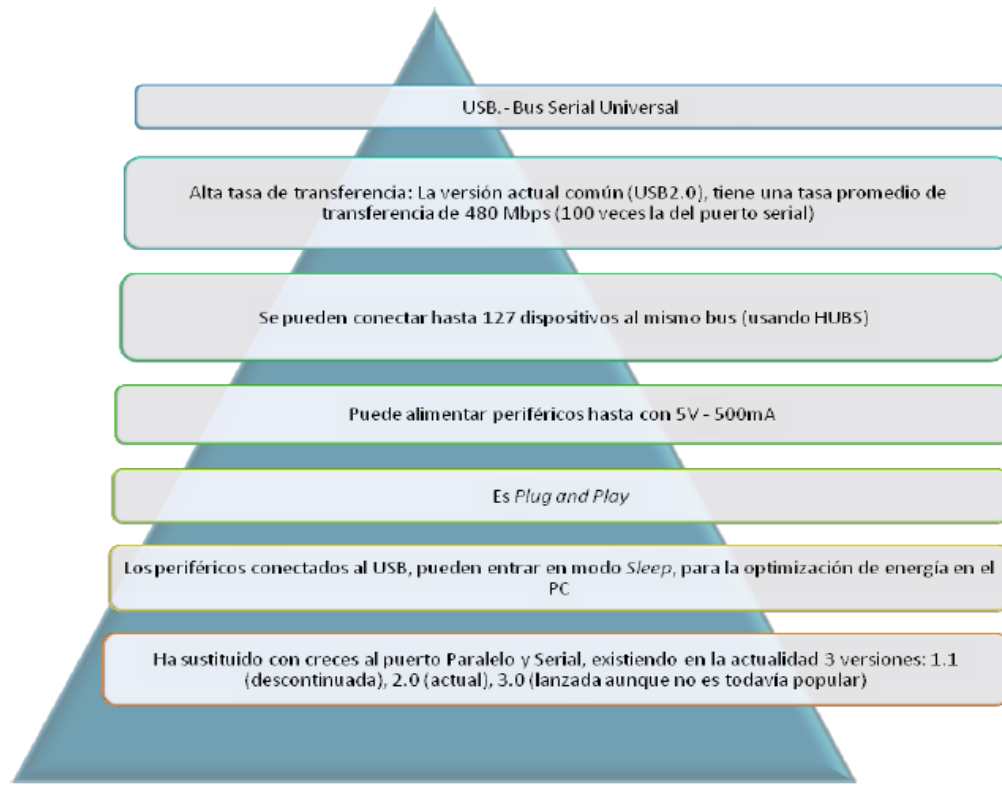 USB.- Bus Serial Universal
Alta tasa de transferencia: La versión actual común (USB2.0), tiene una tasa promedio de
transferencia de 480 Mbps (100 veces la del puerto serial)
Se pueden conectar hasta 127 dispositivos al mismo bus (usando HUBS)
Puede alimentar periféricos hasta con 5V - 500mA
Es Plug and Play
Los periféricos conectados al USB, pueden entrar en modo Sleep, para la optimización de energía en el
PC
Ha sustituido con creces al puerto Paralelo y Serial, existiendo en la actualidad 3 versiones: 1.1
(descontinuada), 2.0 (actual), 3.0 (lanzada aunque no es todavía popular)